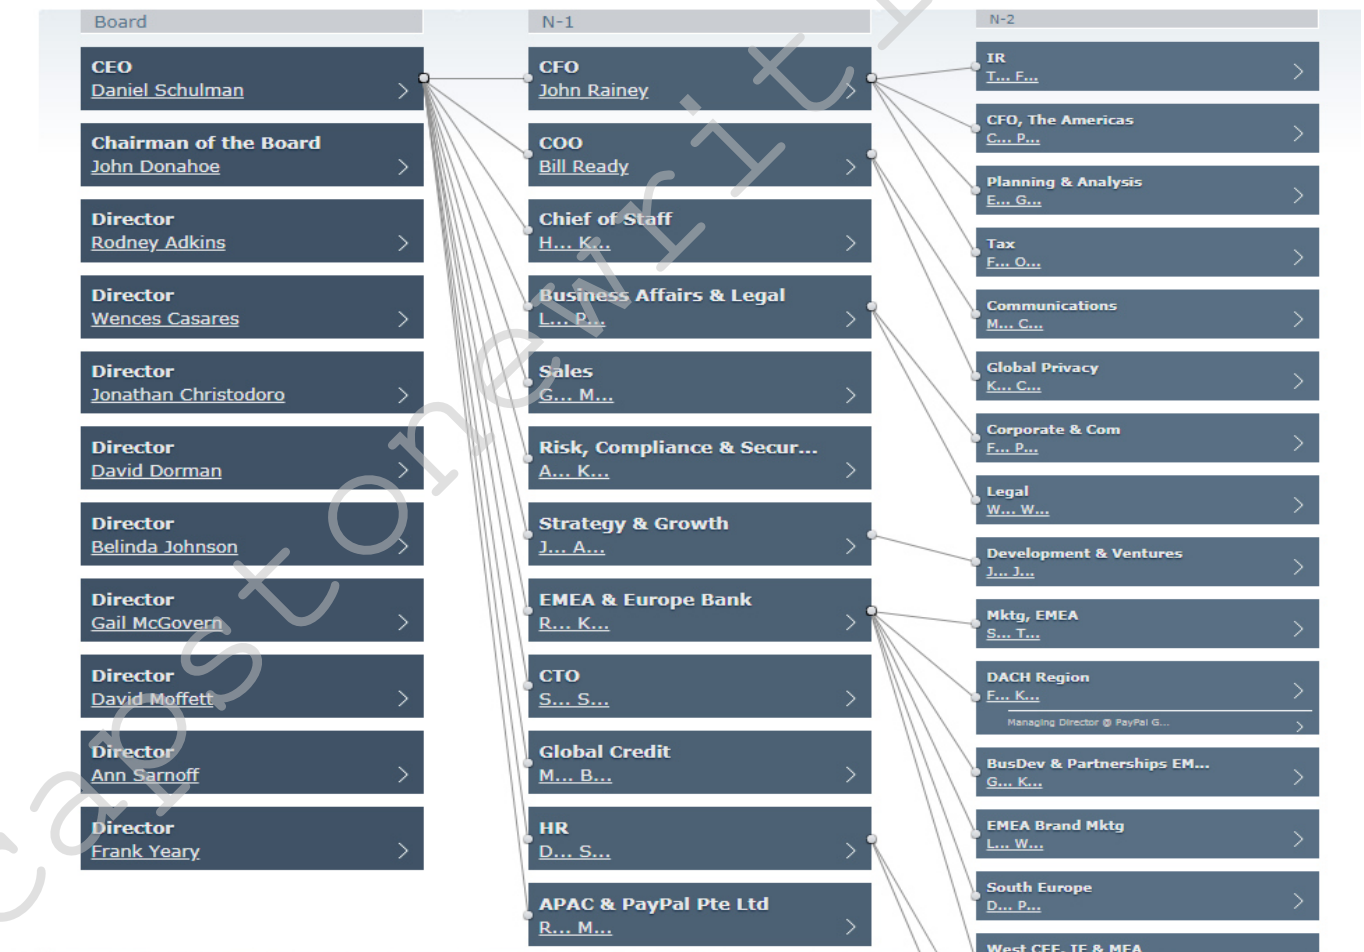 Board
CEO
Daniel Schulman
Chairman of the Board
John Donahoe
Director
Rodney Adkins
Director
Wences Casares
Director
Jonathan Christodoro
Director
David Dorman
Director
Belinda Johnson
Director
Gail McGovern
Director
David Moffett
Director
Ann Sarnoff
Director
Frank Yeary
N-1
CFO
John Rainey
COO
Bill Ready
Chief of Staff
H... K...
Business Affairs & Legal
L... P...
Sales
G... M...
Risk, Compliance & Secur...
A... K...
Strategy & Growth
J... A...
EMEA & Europe Bank
R... K...
CTO
S... S...
Global Credit
M... B...
HR
D... S...
APAC & PayPal Pte Ltd
R... M...
N-2
IR
T... F...
CFO, The Americas
C... P...
Planning & Analysis
E... G...
Tax
F... O...
Communications
M... C...
Global Privacy
K... C...
Corporate & Com
F... P...
Legal
W... W...
Development & Ventures
J... J...
Mktg, EMEA
S... T...
DACH Region
F... K...
Managing Director @ PayPal G...
BusDev & Partnerships EM...
G... K...
EMEA Brand Mktg
L... W...
South Europe
D... P...
West CEE, IE & MEA
Capstonewrit